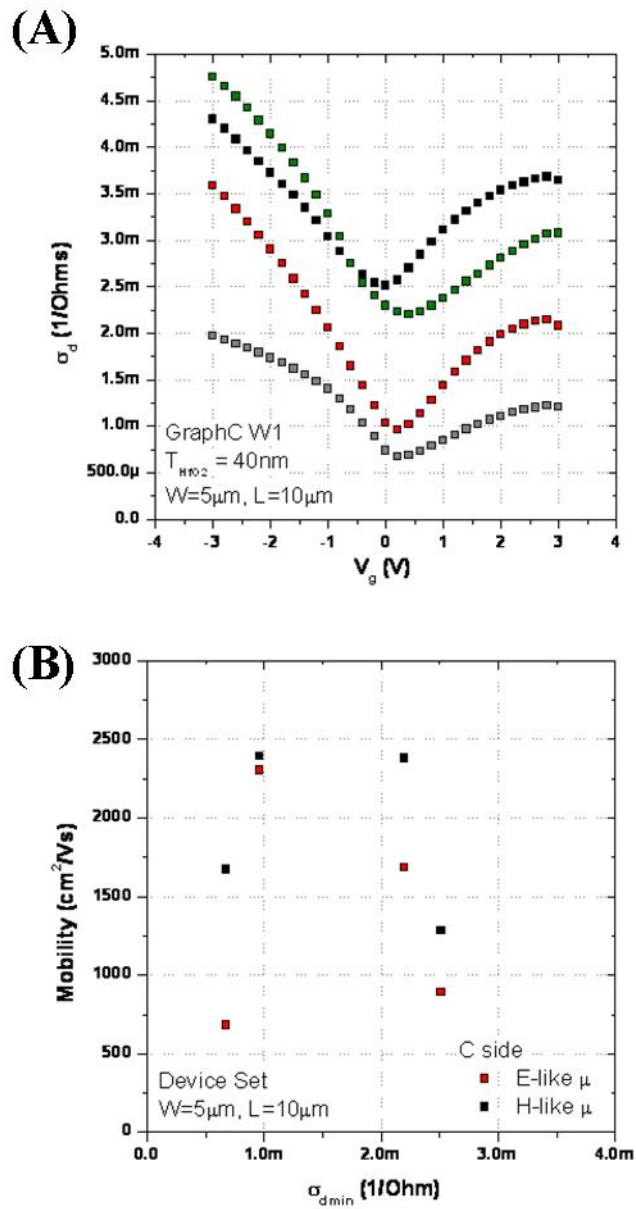 (A)
5.0m
4.5m
4.0m
3.5m
3.0m
2.5m
2.0m
1.5m
1.0m
500.0μ
0.0
σd (1/Ohms)
GraphC W1
THfO2 = 40nm
W=5μm, L=10μm
-4 -3 -2 -1 0 1 2 3 4
Vg (V)
(B)
3000
2500
2000
1500
1000
500
0
Mobility (cm²/Vs)
C side
E-like μ
H-like μ
Device Set
W=5μm, L=10μm
0.0 1.0m 2.0m 3.0m 4.0m
σdmin (1/Ohm)